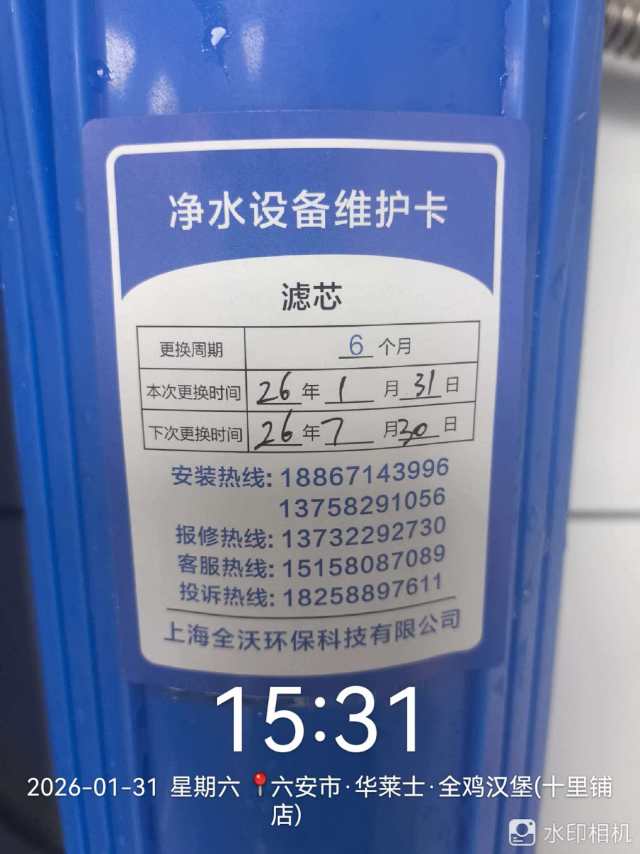 净水设备维护卡
滤芯
更换周期 6 个月
本次更换时间 26 年 1 月 31 日
下次更换时间 26 年 7 月 30 日
安装热线: 18867143996
13758291056
报修热线: 13732292730
客服热线: 15158087089
投诉热线: 18258897611
上海全沃环保科技有限公司
15:31
2026-01-31 星期六 六安市·华莱士·全鸡汉堡(十里铺
店)
水印相机